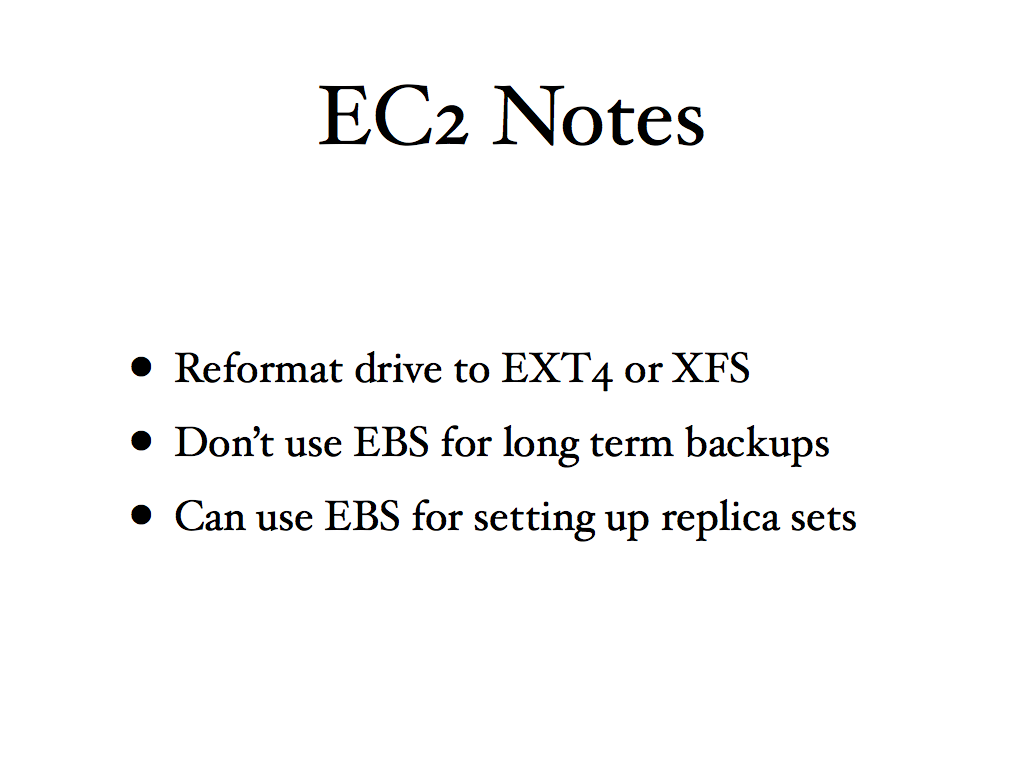 EC2 Notes
• Reformat drive to EXT4 or XFS
• Don’t use EBS for long term backups
• Can use EBS for setting up replica sets